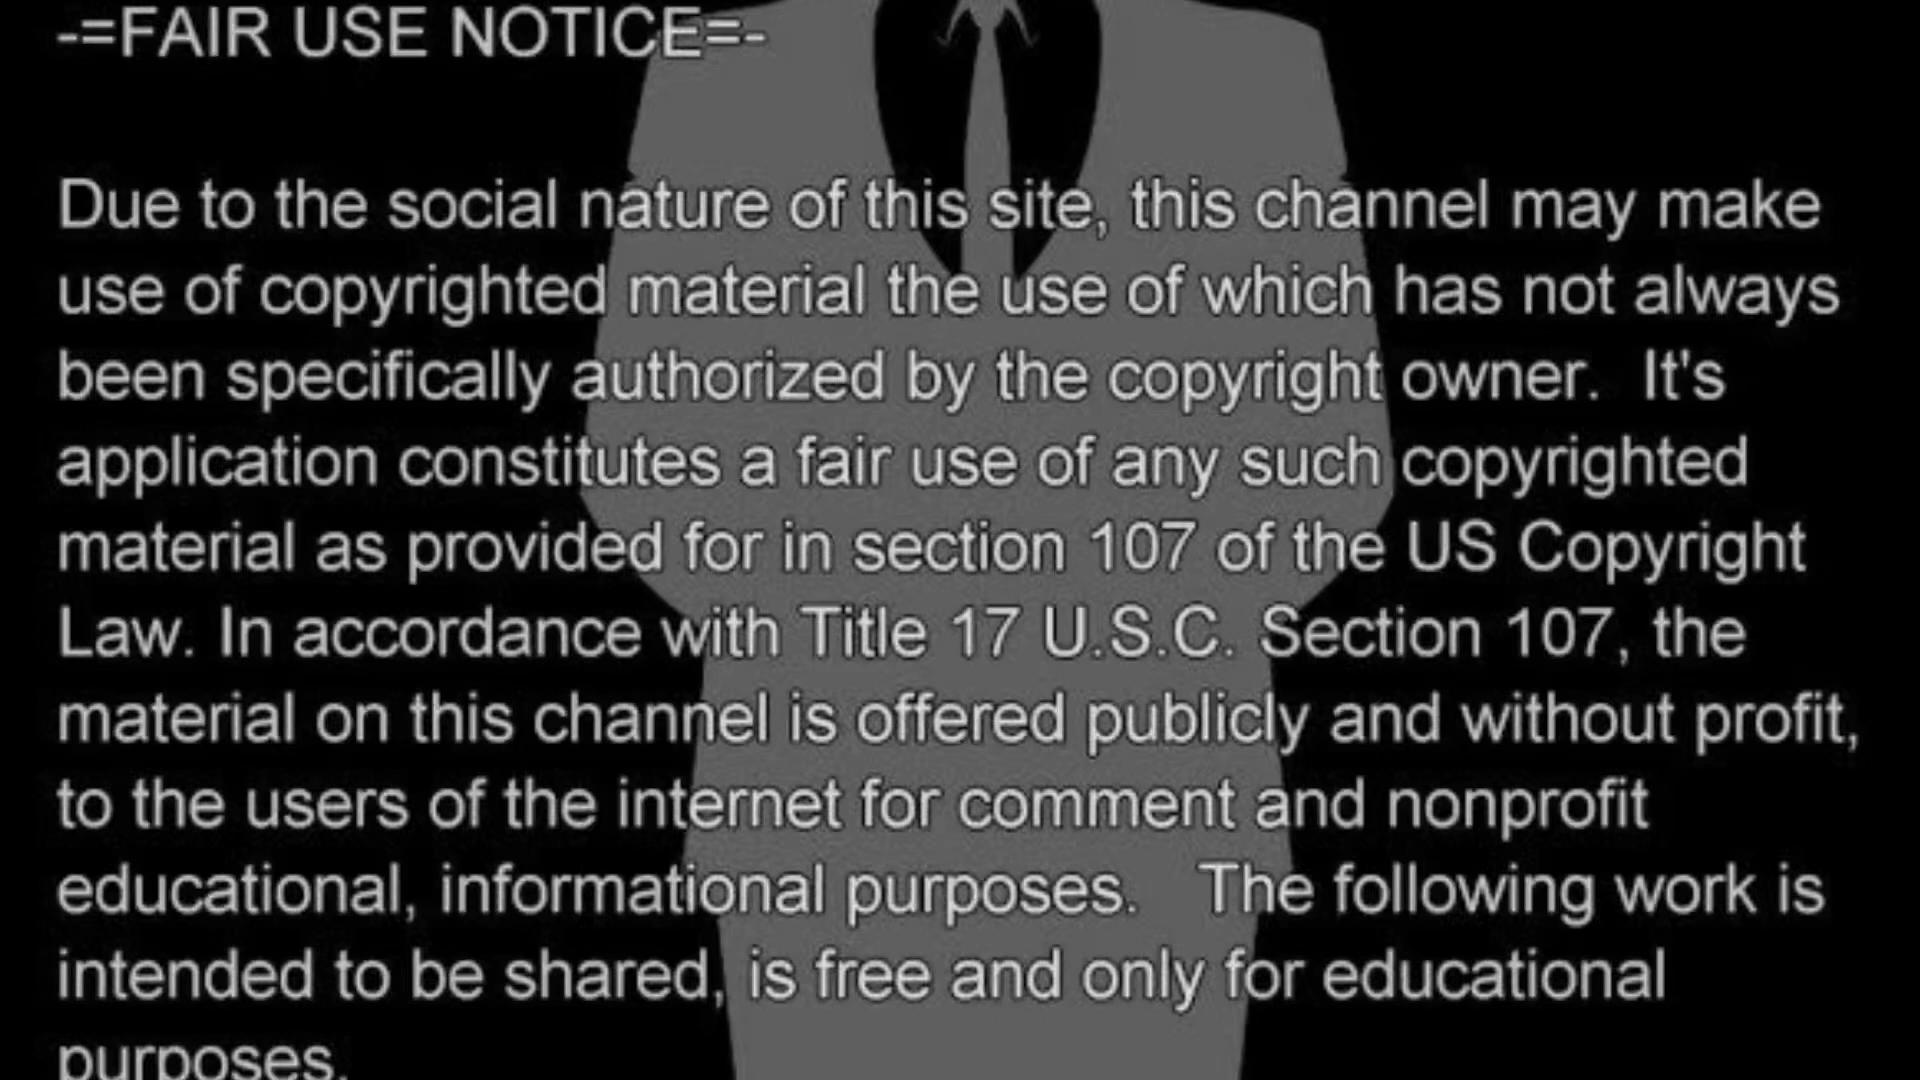 -=FAIR USE NOTICE=-
Due to the social nature of this site, this channel may make
use of copyrighted material the use of which has not always
been specifically authorized by the copyright owner.  It's
application constitutes a fair use of any such copyrighted
material as provided for in section 107 of the US Copyright
Law. In accordance with Title 17 U.S.C. Section 107, the
material on this channel is offered publicly and without profit,
to the users of the internet for comment and nonprofit
educational, informational purposes.   The following work is
intended to be shared, is free and only for educational
purposes.